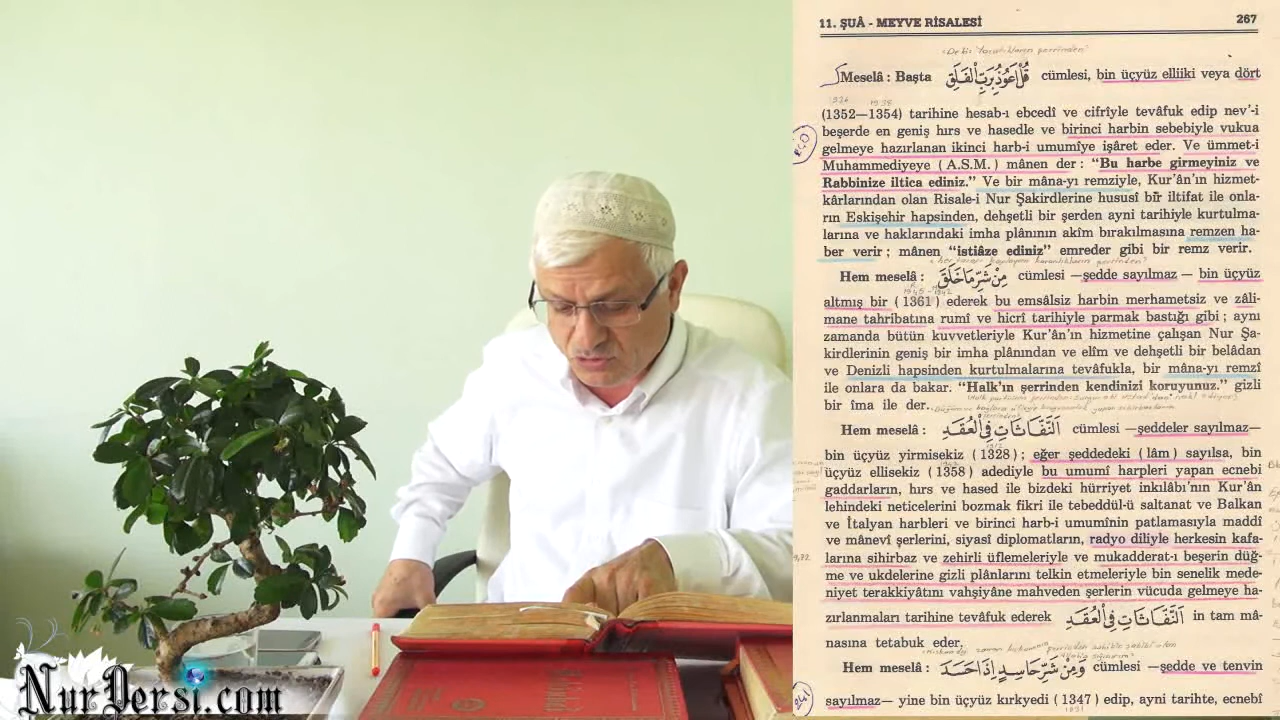 11. ŞUÂ - MEYVE RİSALESİ 267
Meselâ : Başta قُلْ اَعُوذُ بِرَبِّ الْفَلَقِ cümlesi, bin üçyüz elliiki veya dört
(1352—1354) tarihine hesab-ı ebcedî ve cifrîyle tevâfuk edip nev'-i
beşerde en geniş hırs ve hasedle ve birinci harbin sebebiyle vukua
gelmeye hazırlanan ikinci harb-i umumîye işâret eder. Ve ümmet-i
Muhammediyeye (A.S.M.) mânen der : “Bu harbe girmeyiniz ve
Rabbinize iltica ediniz.” Ve bir mâna-yı remziyle, Kur'ân'ın hizmet-
kârlarından olan Risale-i Nur Şakirdlerine hususî bir iltifat ile onla-
rın Eskişehir hapsinden, dehşetli bir şerden ayni tarihiyle kurtulma-
larına ve haklarındaki imha plânının akîm bırakılmasına remzen ha-
ber verir ; mânen “istiâze ediniz” emreder gibi bir remz verir.
Hem meselâ : مِنْ شَرِّ مَا خَلَقَ cümlesi —şedde sayılmaz — bin üçyüz
altmış bir (1361) ederek bu emsâlsiz harbin merhametsiz ve zâli-
mane tahribatına rumî ve hicrî tarihiyle parmak bastığı gibi ; aynı
zamanda bütün kuvvetleriyle Kur'ân'ın hizmetine çalışan Nur Şa-
kirdlerinin geniş bir imha plânından ve elîm ve dehşetli bir belâdan
ve Denizli hapsinden kurtulmalarına tevâfukla, bir mâna-yı remzî
ile onlara da bakar. “Halk'ın şerrinden kendinizi koruyunuz.” gizli
bir îma ile der.
Hem meselâ : اَلنَّفَّاثَاتِ فِى الْعُقَدِ cümlesi —şeddeler sayılmaz—
bin üçyüz yirmisekiz (1328) ; eğer şeddedeki (lâm) sayılsa, bin
üçyüz ellisekiz (1358) adediyle bu umumî harpleri yapan ecnebi
gaddarların, hırs ve hased ile bizdeki hürriyet inkılâbı'nın Kur'ân
lehindeki neticelerini bozmak fikri ile tebeddül-ü saltanat ve Balkan
ve İtalyan harbleri ve birinci harb-i umumînin patlamasıyla maddî
ve mânevî şerlerini, siyasî diplomatların, radyo diliyle herkesin kafa-
larına sihirbaz ve zehirli üflemeleriyle ve mukadderat-ı beşerin düğ-
me ve ukdelerine gizli plânlarını telkin etmeleriyle bin senelik mede-
niyet terakkiyâtını vahşiyâne mahveden şerlerin vücuda gelmeye ha-
zırlanmaları tarihine tevâfuk ederek اَلنَّفَّاثَاتِ فِى الْعُقَدِ in tam mâ-
nasına tetabuk eder.
Hem meselâ : وَمِنْ شَرِّ حَاسِدٍ اِذَا حَسَدَ cümlesi —şedde ve tenvin
sayılmaz— yine bin üçyüz kırkyedi (1347) edip, ayni tarihte, ecnebî
NurDersi.com